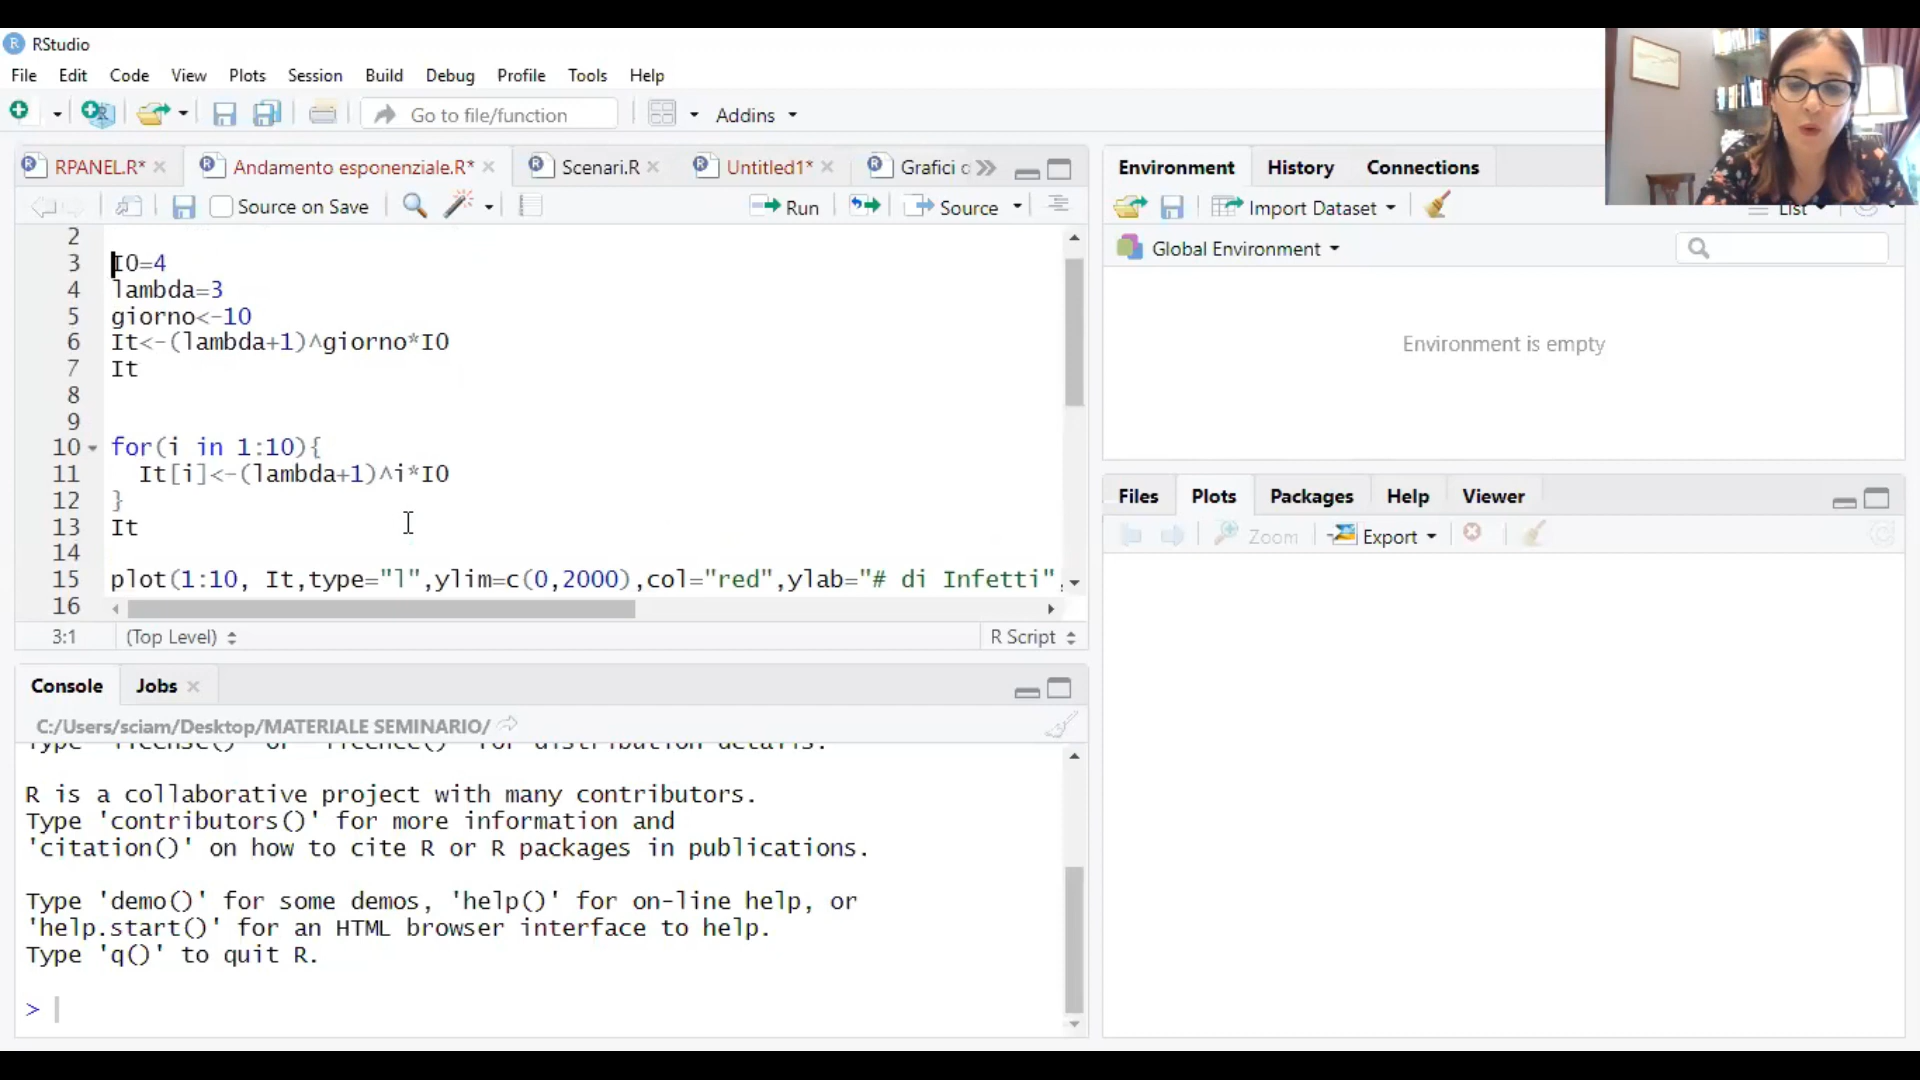 RStudio
File Edit Code View Plots Session Build Debug Profile Tools Help
Go to file/function Addins
RPANEL.R* Andamento esponenziale.R* Scenari.R Untitled1* Grafici
Source on Save Run Source
2
3 I0=4
4 lambda=3
5 giorno<-10
6 It<-(lambda+1)^giorno*I0
7 It
8
9
10 for(i in 1:10){
11 It[i]<-(lambda+1)^i*I0
12 }
13 It
14
15 plot(1:10, It,type="l",ylim=c(0,2000),col="red",ylab="# di Infetti",
16
3:1 (Top Level) R Script
Console Jobs
C:/Users/sciam/Desktop/MATERIALE SEMINARIO/
Type 'license()' or 'licence()' for distribution details.
R is a collaborative project with many contributors.
Type 'contributors()' for more information and
'citation()' on how to cite R or R packages in publications.
Type 'demo()' for some demos, 'help()' for on-line help, or
'help.start()' for an HTML browser interface to help.
Type 'q()' to quit R.
>
Environment History Connections
Import Dataset List
Global Environment
Environment is empty
Files Plots Packages Help Viewer
Zoom Export